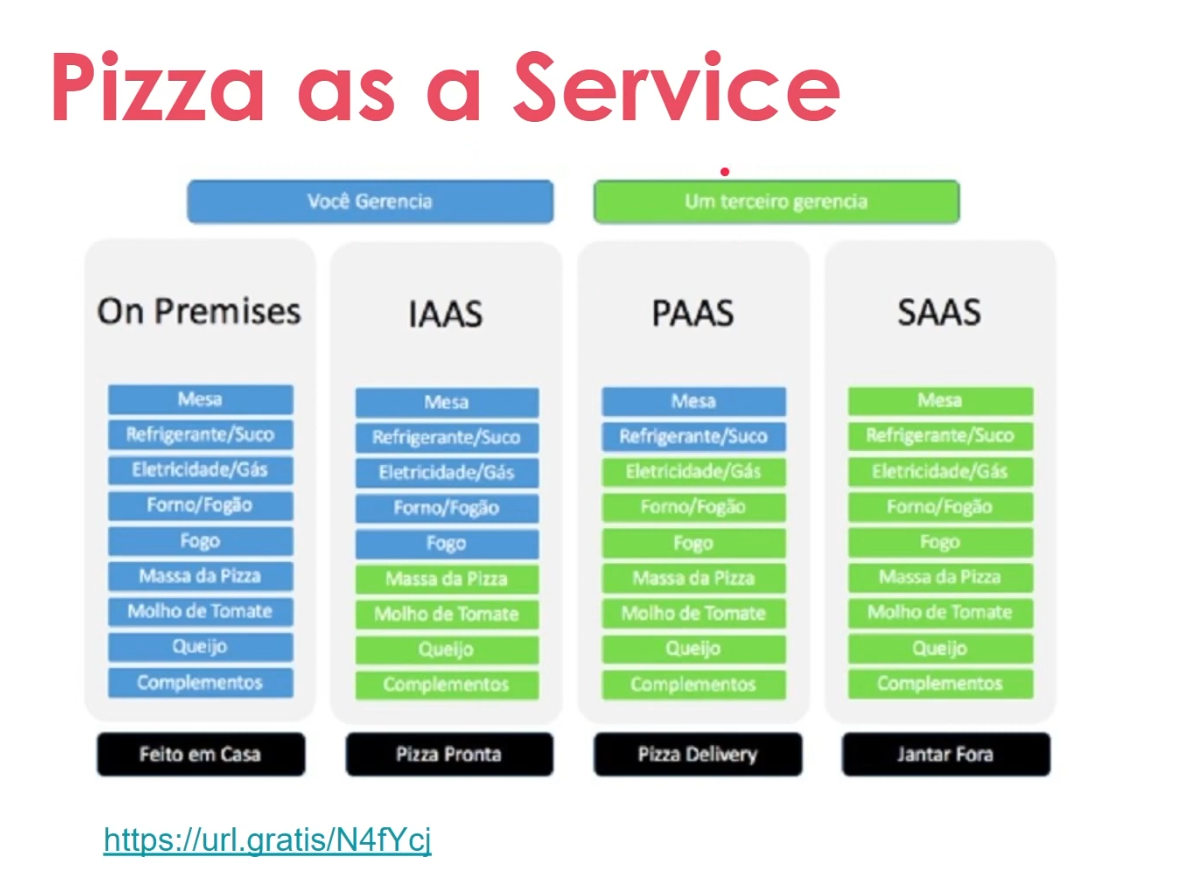 Pizza as a Service
Você Gerencia
Um terceiro gerencia
On Premises
Mesa
Refrigerante/Suco
Eletricidade/Gás
Forno/Fogão
Fogo
Massa da Pizza
Molho de Tomate
Queijo
Complementos
Feito em Casa
IAAS
Mesa
Refrigerante/Suco
Eletricidade/Gás
Forno/Fogão
Fogo
Massa da Pizza
Molho de Tomate
Queijo
Complementos
Pizza Pronta
PAAS
Mesa
Refrigerante/Suco
Eletricidade/Gás
Forno/Fogão
Fogo
Massa da Pizza
Molho de Tomate
Queijo
Complementos
Pizza Delivery
SAAS
Mesa
Refrigerante/Suco
Eletricidade/Gás
Forno/Fogão
Fogo
Massa da Pizza
Molho de Tomate
Queijo
Complementos
Jantar Fora
https://url.gratis/N4fYcj